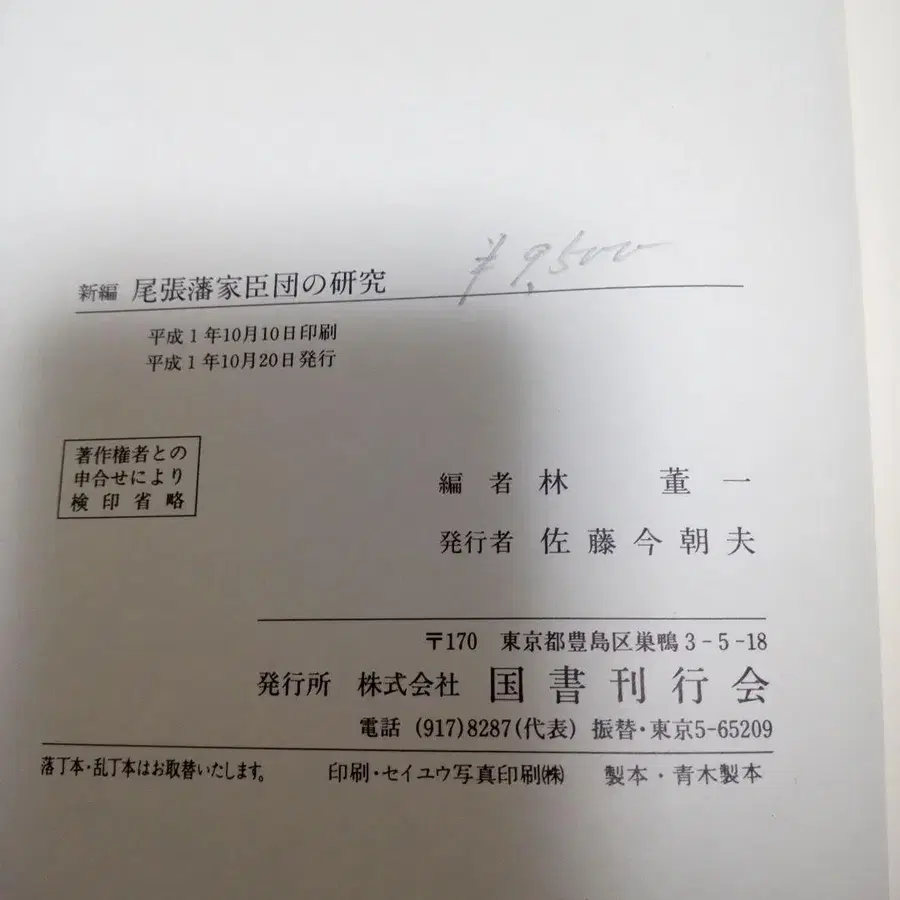 新編 尾張藩家臣団の研究
¥9,500
平成1年10月10日印刷
平成1年10月20日発行
著作権者との
申合せにより
検印省略
編者 林 董一
発行者 佐藤今朝夫
〒170 東京都豊島区巣鴨3-5-18
発行所 株式会社 国書刊行会
電話 (917)8287(代表) 振替・東京5-65209
落丁本・乱丁本はお取替いたします。 印刷・セイユウ写真印刷㈱ 製本・青木製本